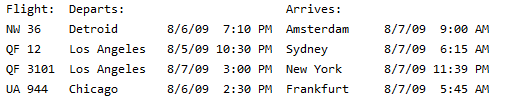 Flight: Departs: Arrives:
NW 36 Detroit 8/6/09 7:10 PM Amsterdam 8/7/09 9:00 AM
QF 12 Los Angeles 8/5/09 10:30 PM Sydney 8/7/09 6:15 AM
QF 3101 Los Angeles 8/7/09 3:00 PM New York 8/7/09 11:39 PM
UA 944 Chicago 8/6/09 2:30 PM Frankfurt 8/7/09 5:45 AM